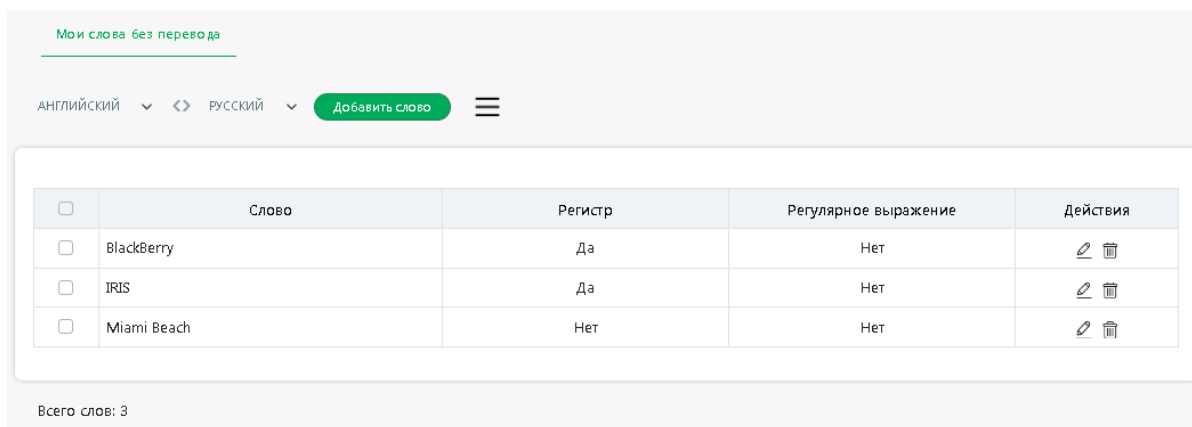 Мои слова без перевода
АНГЛИЙСКИЙ <> РУССКИЙ Добавить слово
Слово Регистр Регулярное выражение Действия
BlackBerry Да Нет
IRIS Да Нет
Miami Beach Нет Нет
Всего слов: 3